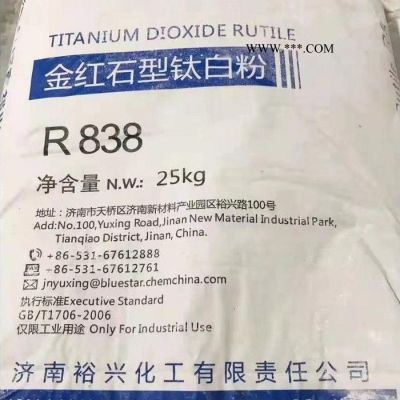 TITANIUM DIOXIDE RUTILE
WWW.***.COM
金红石型钛白粉
R 838
净含量 N.W.: 25kg
地址:济南市天桥区济南新材料产业园区裕兴路100号
Add:No.100,Yuxing Road,Jinan New Material Industrial Park,
Tianqiao District, Jinan, China.
+86-531-67612888
+86-531-67612761
jnyuxing@bluestar.chemchina.com
执行标准Executive Standard
GB/T1706-2006
仅限工业用途 Only For Industrial Use
济南裕兴化工有限责任公司